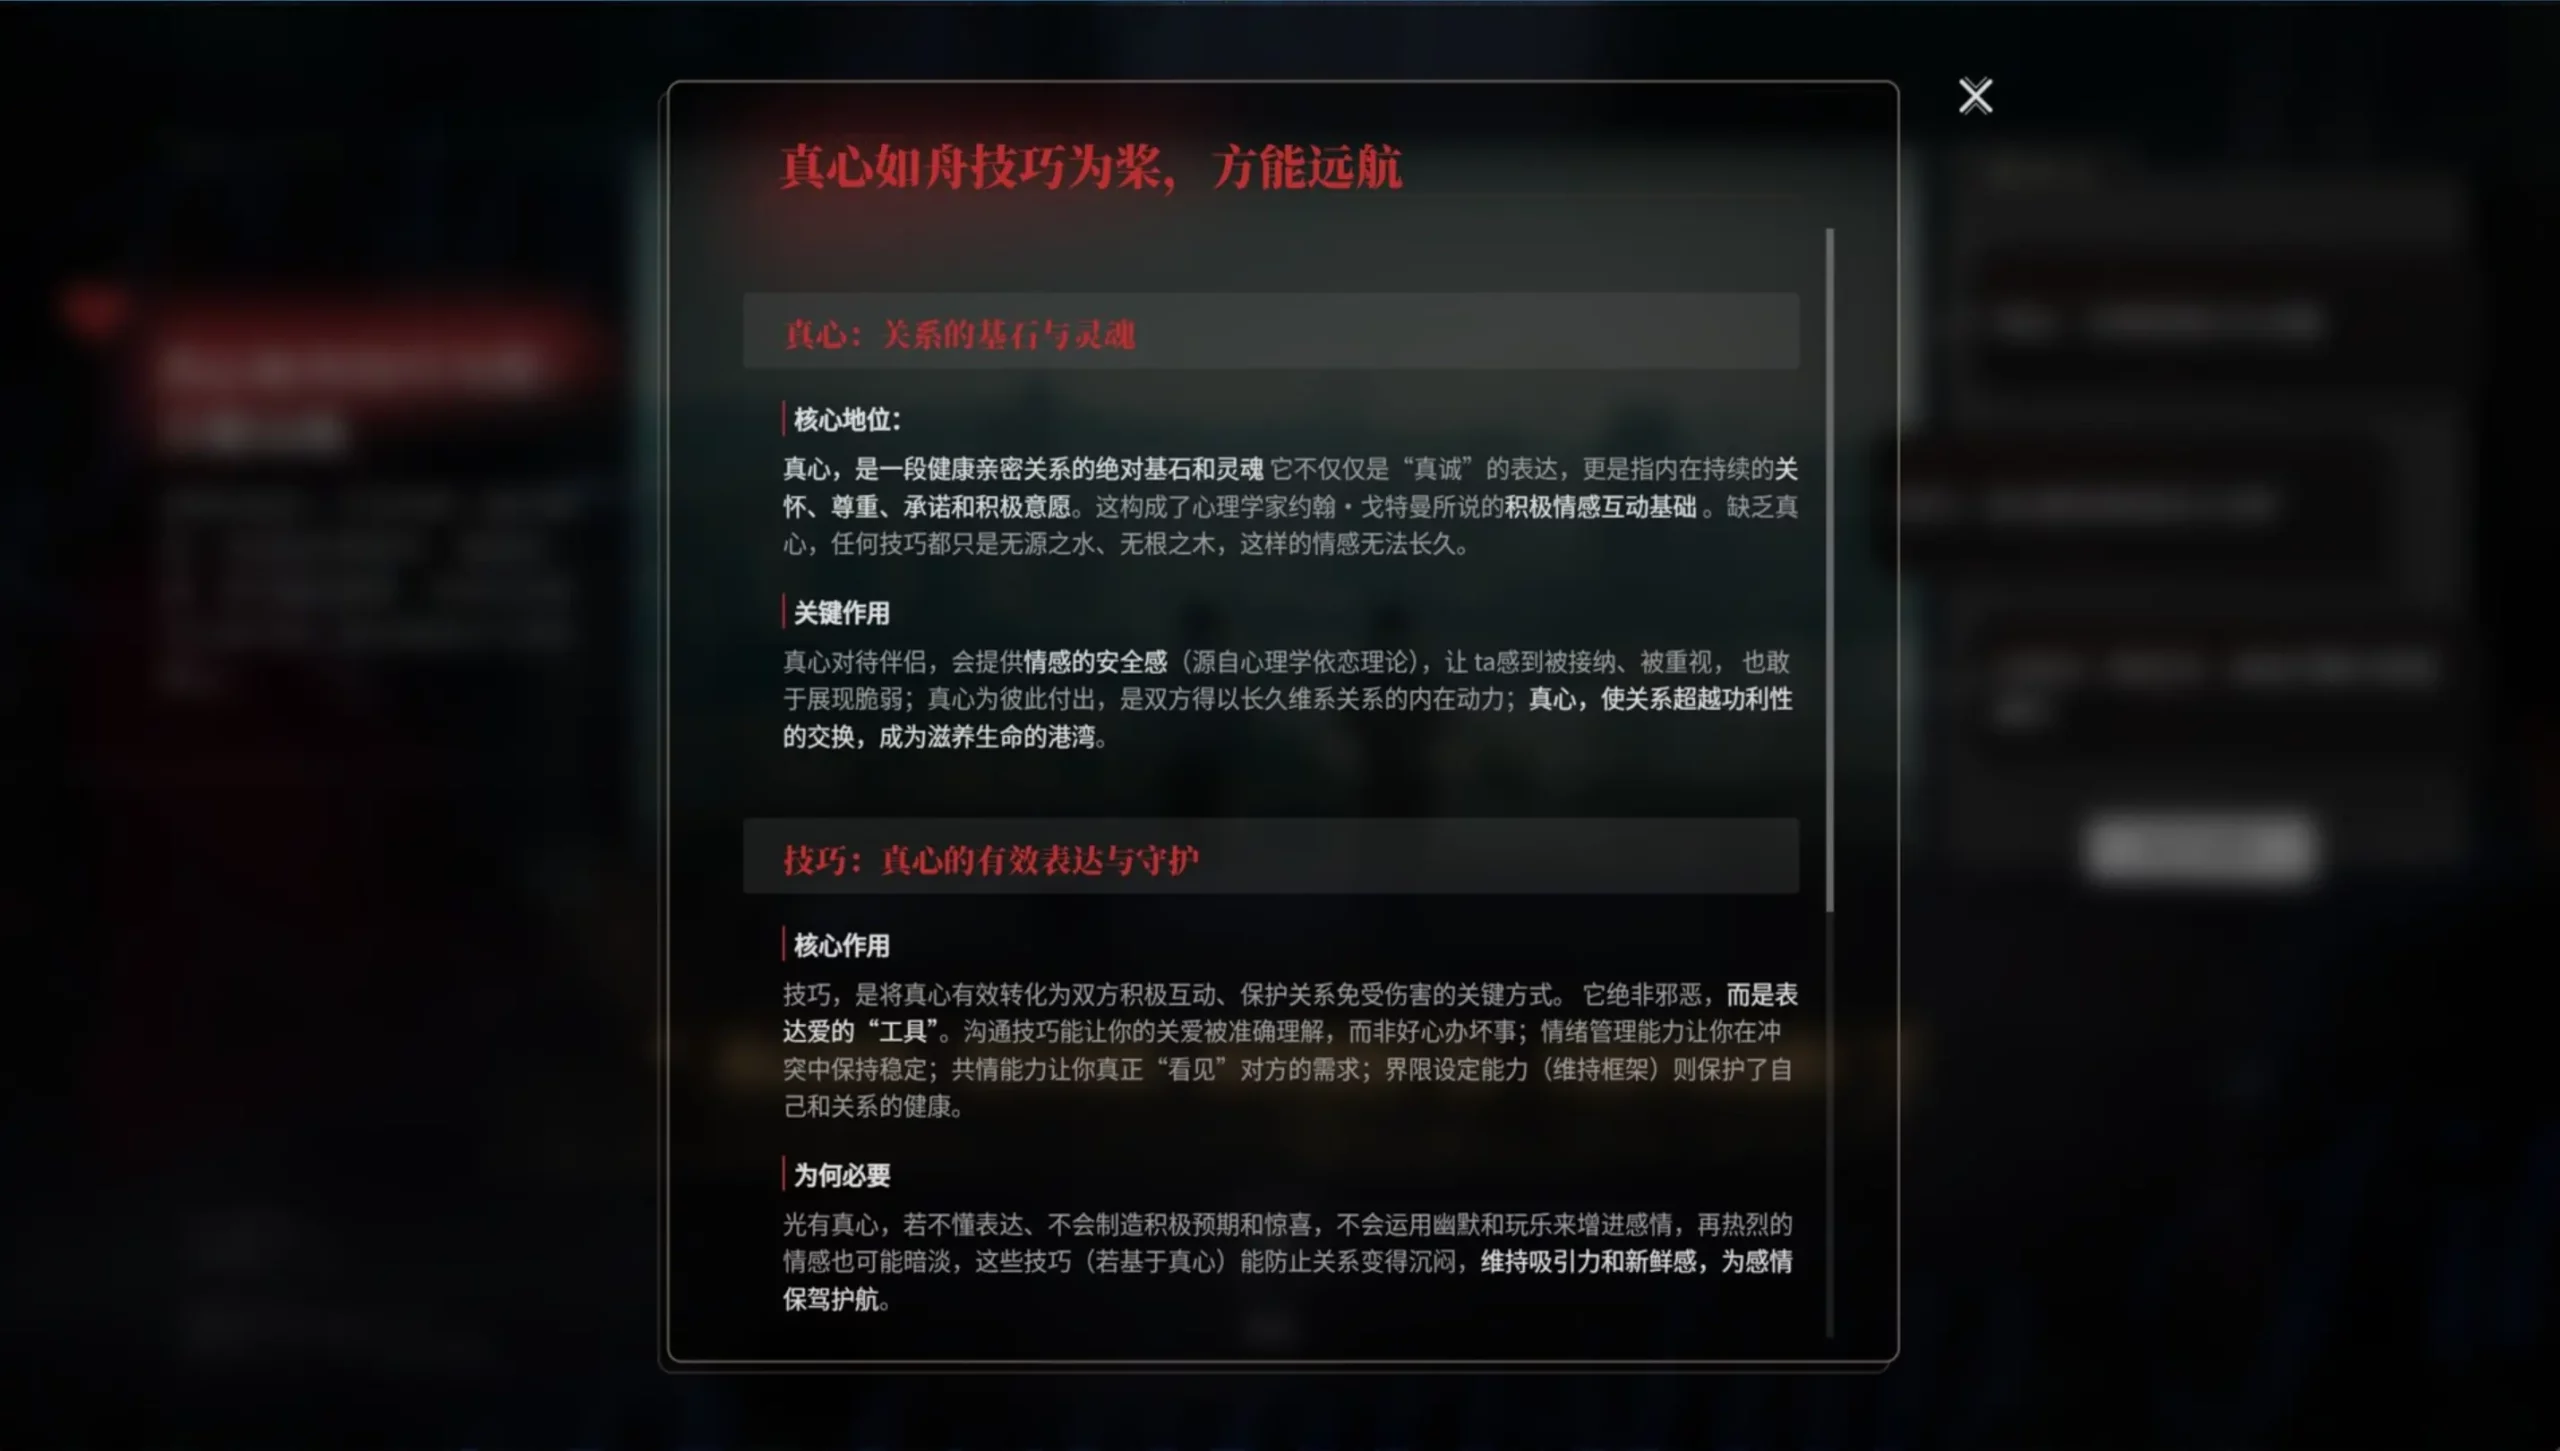 真心如舟技巧为桨，方能远航
真心：关系的基石与灵魂
核心地位：
真心，是一段健康亲密关系的绝对基石和灵魂 它不仅仅是“真诚”的表达，更是指内在持续的关
怀、尊重、承诺和积极意愿。这构成了心理学家约翰·戈特曼所说的积极情感互动基础 。缺乏真
心，任何技巧都只是无源之水、无根之木，这样的情感无法长久。
关键作用
真心对待伴侣，会提供情感的安全感（源自心理学依恋理论），让 ta感到被接纳、被重视， 也敢
于展现脆弱；真心为彼此付出，是双方得以长久维系关系的内在动力；真心，使关系超越功利性
的交换，成为滋养生命的港湾。
技巧：真心的有效表达与守护
核心作用
技巧，是将真心有效转化为双方积极互动、保护关系免受伤害的关键方式。 它绝非邪恶，而是表
达爱的“工具”。沟通技巧能让你的关爱被准确理解，而非好心办坏事；情绪管理能力让你在冲
突中保持稳定；共情能力让你真正“看见”对方的需求；界限设定能力（维持框架）则保护了自
己和关系的健康。
为何必要
光有真心，若不懂表达、不会制造积极预期和惊喜，不会运用幽默和玩乐来增进感情，再热烈的
情感也可能暗淡，这些技巧（若基于真心）能防止关系变得沉闷，维持吸引力和新鲜感，为感情
保驾护航。